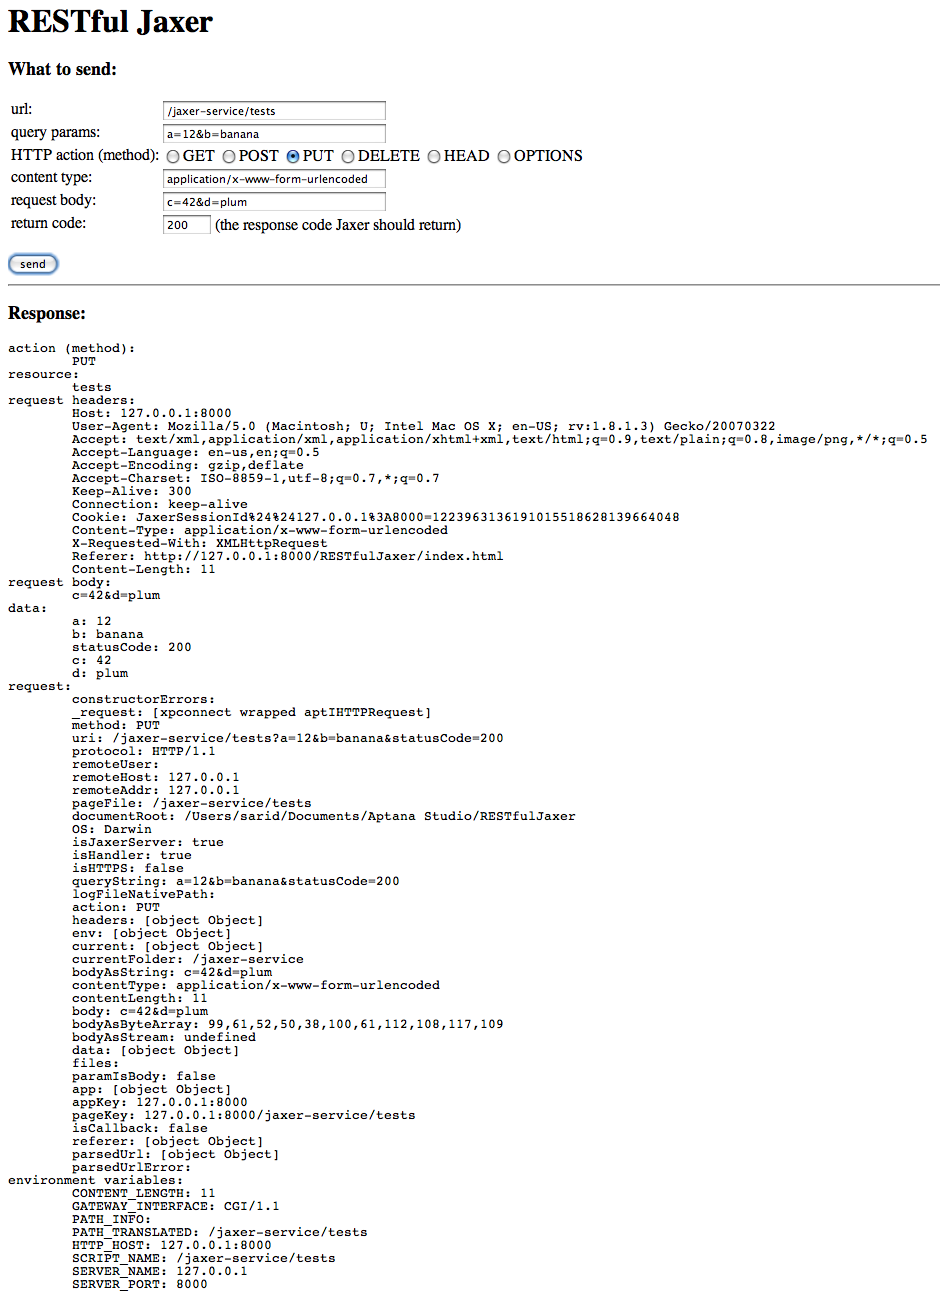 RESTful Jaxer
What to send:
url: /jaxer-service/tests
query params: a=12&b=banana
HTTP action (method): GET POST PUT DELETE HEAD OPTIONS
content type: application/x-www-form-urlencoded
request body: c=42&d=plum
return code: 200 (the response code Jaxer should return)
send
Response:
action (method):
PUT
resource:
tests
request headers:
Host: 127.0.0.1:8000
User-Agent: Mozilla/5.0 (Macintosh; U; Intel Mac OS X; en-US; rv:1.8.1.3) Gecko/20070322
Accept: text/xml,application/xml,application/xhtml+xml,text/html;q=0.9,text/plain;q=0.8,image/png,*/*;q=0.5
Accept-Language: en-us,en;q=0.5
Accept-Encoding: gzip,deflate
Accept-Charset: ISO-8859-1,utf-8;q=0.7,*;q=0.7
Keep-Alive: 300
Connection: keep-alive
Cookie: JaxerSessionId%24%24127.0.0.1%3A8000=1223963136191015518628139664048
Content-Type: application/x-www-form-urlencoded
X-Requested-With: XMLHttpRequest
Referer: http://127.0.0.1:8000/RESTfulJaxer/index.html
Content-Length: 11
request body:
c=42&d=plum
data:
a: 12
b: banana
statusCode: 200
c: 42
d: plum
request:
constructorErrors:
_request: [xpconnect wrapped aptIHTTPRequest]
method: PUT
uri: /jaxer-service/tests?a=12&b=banana&statusCode=200
protocol: HTTP/1.1
remoteUser:
remoteHost: 127.0.0.1
remoteAddr: 127.0.0.1
pageFile: /jaxer-service/tests
documentRoot: /Users/sarid/Documents/Aptana Studio/RESTfulJaxer
OS: Darwin
isJaxerServer: true
isHandler: true
isHTTPS: false
queryString: a=12&b=banana&statusCode=200
logFileNativePath:
action: PUT
headers: [object Object]
env: [object Object]
current: [object Object]
currentFolder: /jaxer-service
bodyAsString: c=42&d=plum
contentType: application/x-www-form-urlencoded
contentLength: 11
body: c=42&d=plum
bodyAsByteArray: 99,61,52,50,38,100,61,112,108,117,109
bodyAsStream: undefined
data: [object Object]
files:
paramIsBody: false
app: [object Object]
appKey: 127.0.0.1:8000
pageKey: 127.0.0.1:8000/jaxer-service/tests
isCallback: false
referer: [object Object]
parsedUrl: [object Object]
parsedUrlError:
environment variables:
CONTENT_LENGTH: 11
GATEWAY_INTERFACE: CGI/1.1
PATH_INFO:
PATH_TRANSLATED: /jaxer-service/tests
HTTP_HOST: 127.0.0.1:8000
SCRIPT_NAME: /jaxer-service/tests
SERVER_NAME: 127.0.0.1
SERVER_PORT: 8000